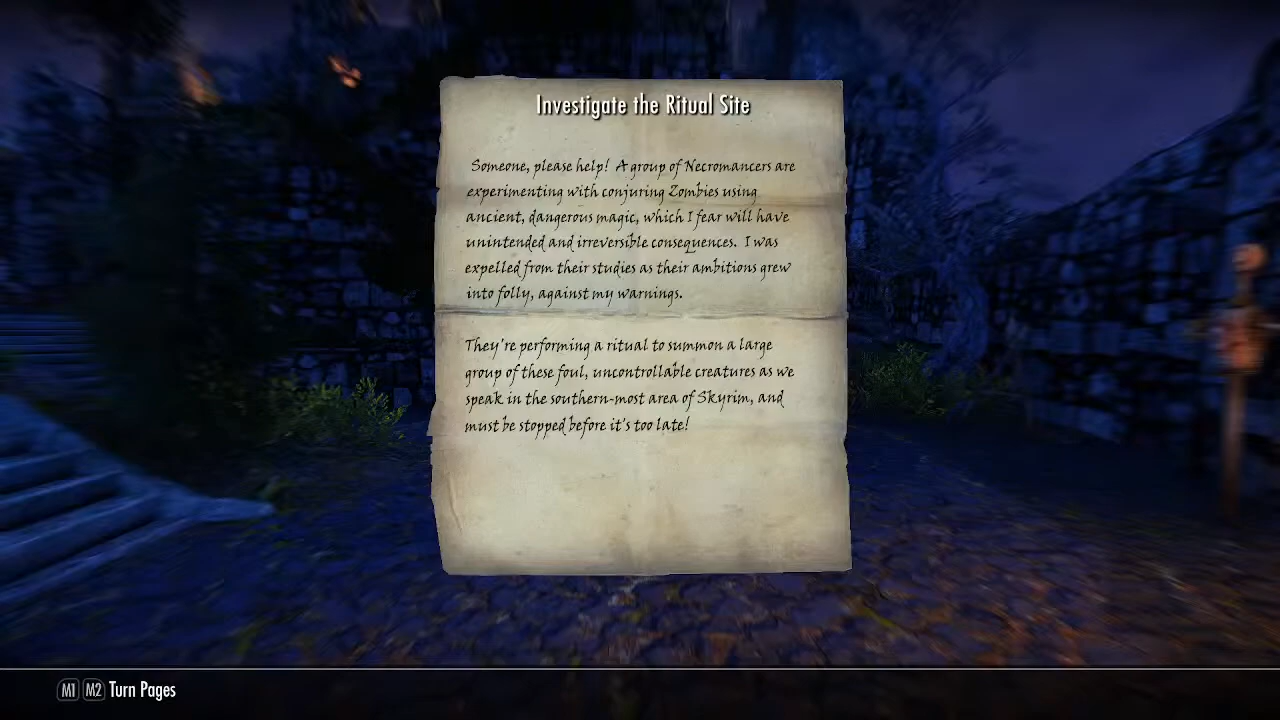 Investigate the Ritual Site
Someone, please help!  A group of Necromancers are
experimenting with conjuring Zombies using
ancient, dangerous magic, which I fear will have
unintended and irreversible consequences.  I was
expelled from their studies as their ambitions grew
into folly, against my warnings.
They're performing a ritual to summon a large
group of these foul, uncontrollable creatures as we
speak in the southern-most area of Skyrim, and
must be stopped before it's too late!
M1 M2 Turn Pages